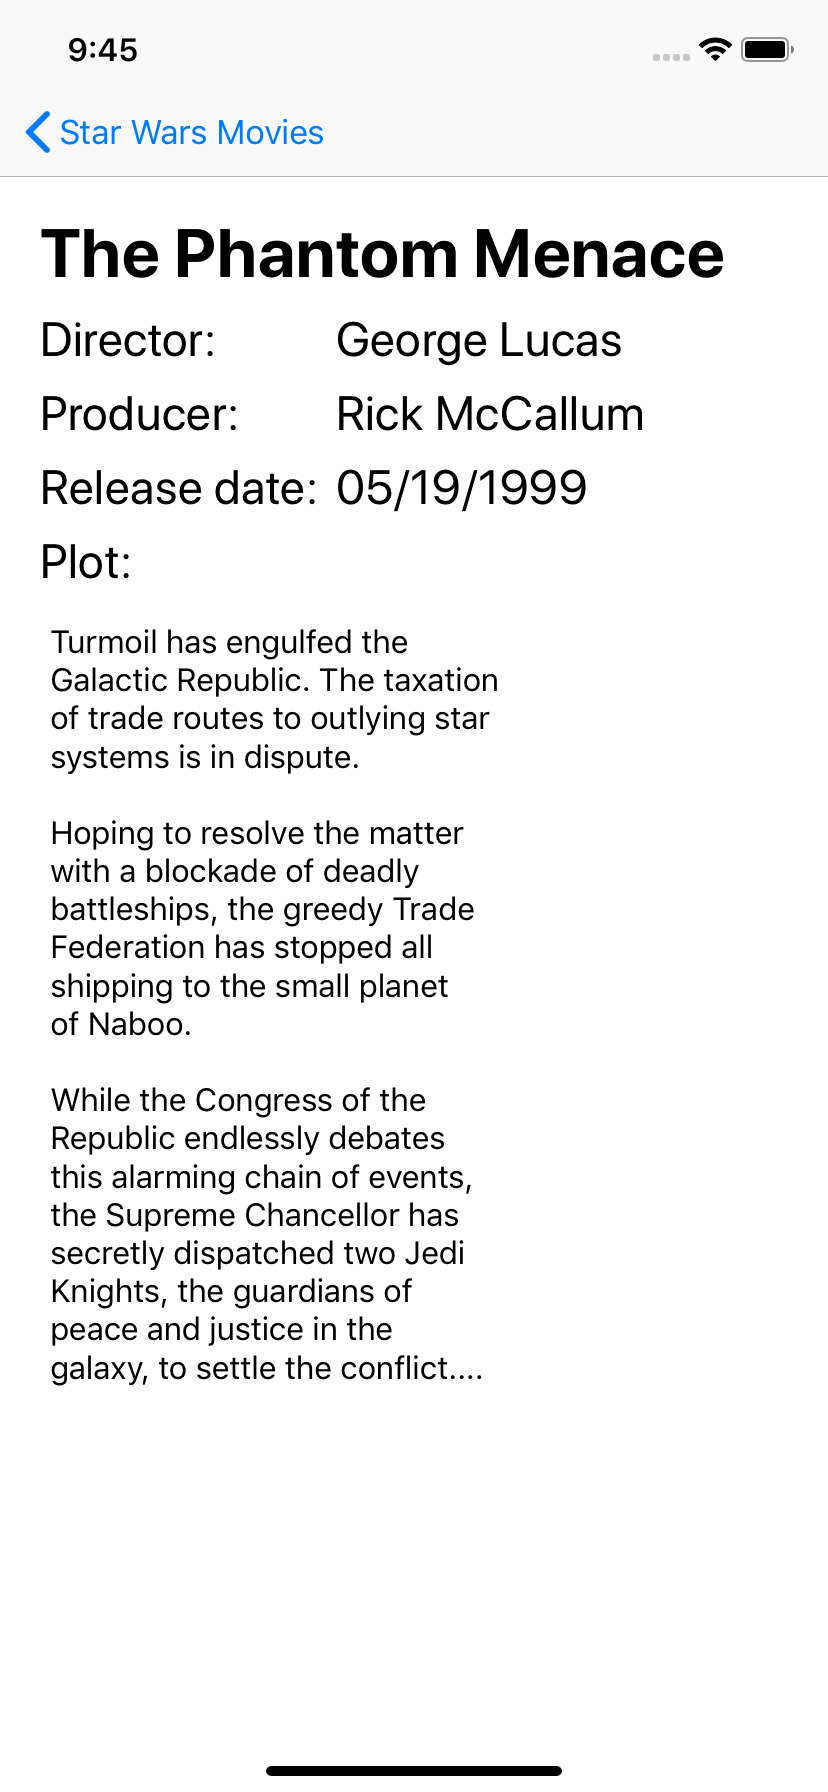 9:45
Star Wars Movies
The Phantom Menace
Director: George Lucas
Producer: Rick McCallum
Release date: 05/19/1999
Plot:
Turmoil has engulfed the
Galactic Republic. The taxation
of trade routes to outlying star
systems is in dispute.
Hoping to resolve the matter
with a blockade of deadly
battleships, the greedy Trade
Federation has stopped all
shipping to the small planet
of Naboo.
While the Congress of the
Republic endlessly debates
this alarming chain of events,
the Supreme Chancellor has
secretly dispatched two Jedi
Knights, the guardians of
peace and justice in the
galaxy, to settle the conflict....